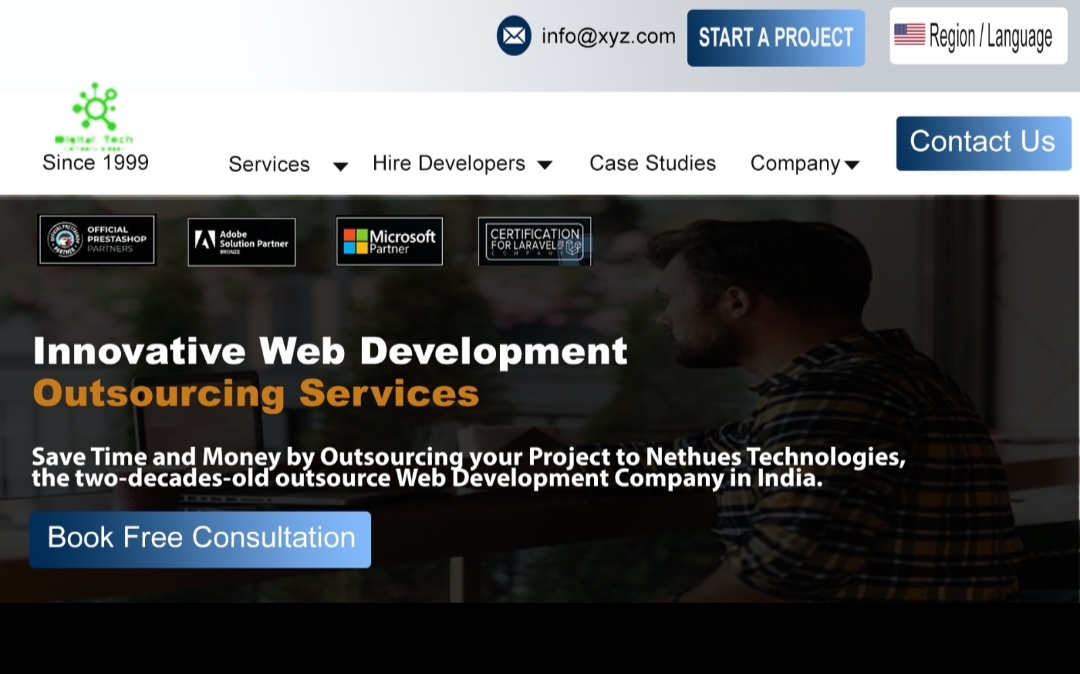 info@xyz.com
START A PROJECT
Region / Language
Digital Tech
Since 1999
Services
Hire Developers
Case Studies
Company
Contact Us
OFFICIAL
PRESTASHOP
PARTNERS
Adobe
Solution Partner
BRONZE
Microsoft
Partner
CERTIFICATION
FOR LARAVEL
COMPANY
Innovative Web Development
Outsourcing Services
Save Time and Money by Outsourcing your Project to Nethues Technologies,
the two-decades-old outsource Web Development Company in India.
Book Free Consultation